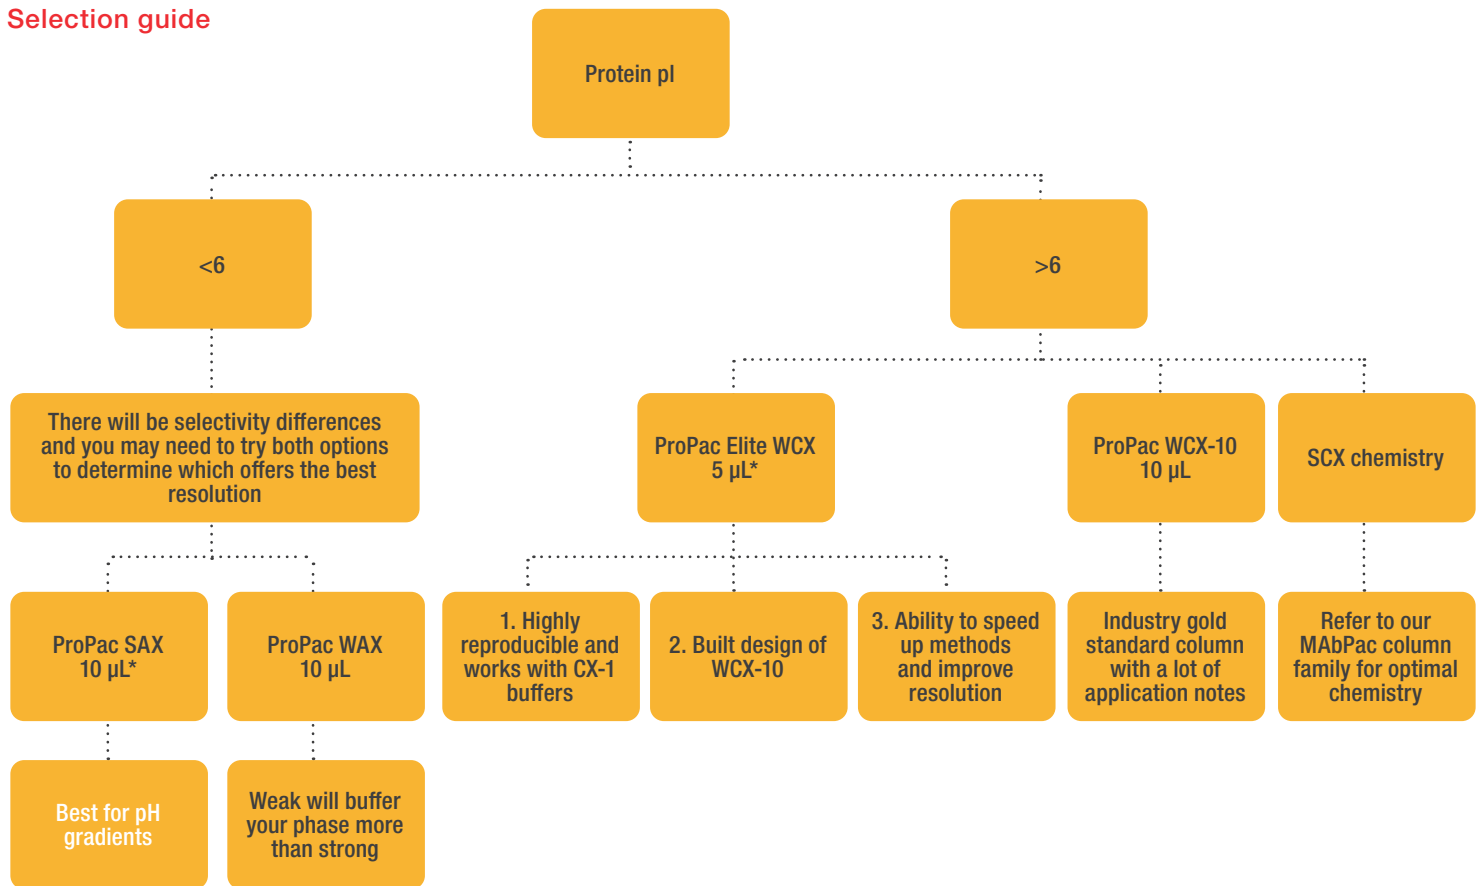 Selection guide
Protein pI
<6
>6
There will be selectivity differences
and you may need to try both options
to determine which offers the best
resolution
ProPac Elite WCX
5 µL*
ProPac WCX-10
10 µL
SCX chemistry
ProPac SAX
10 µL*
ProPac WAX
10 µL
1. Highly
reproducible and
works with CX-1
buffers
2. Built design of
WCX-10
3. Ability to speed
up methods
and improve
resolution
Industry gold
standard column
with a lot of
application notes
Refer to our
MAbPac column
family for optimal
chemistry
Best for pH
gradients
Weak will buffer
your phase more
than strong